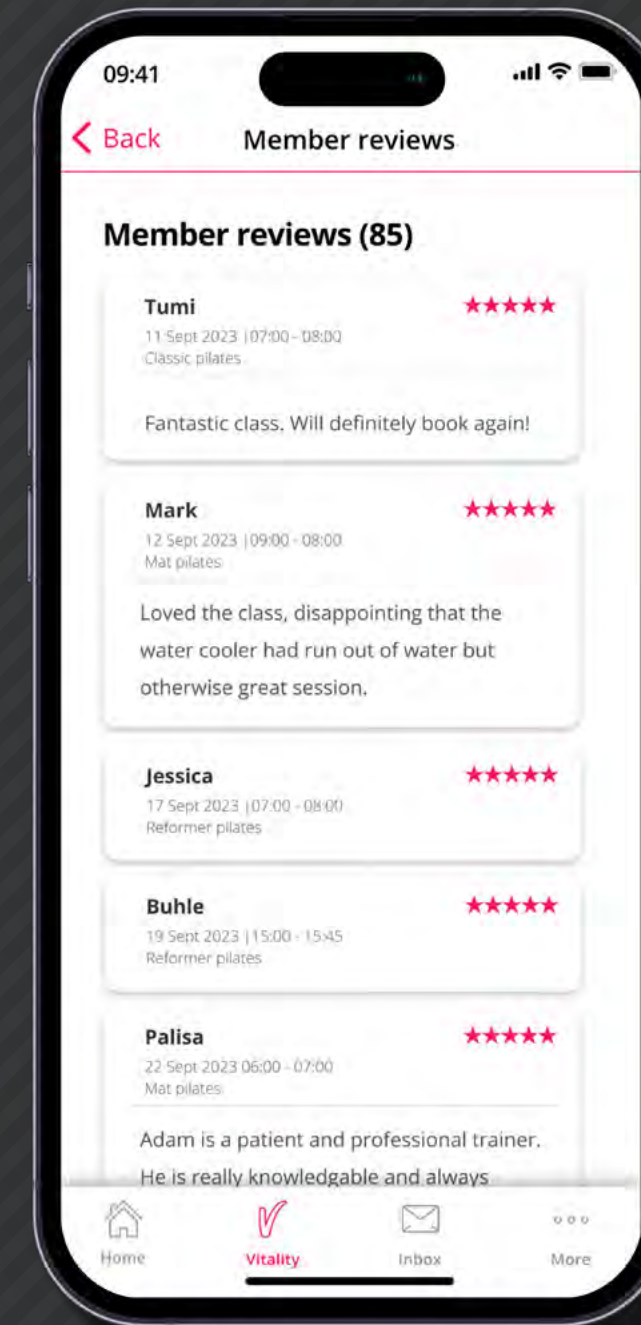 09:41
Back
Member reviews
Member reviews (85)
Tumi
★★★★★
11 Sept 2023 |07:00 - 08:00
Classic pilates
Fantastic class. Will definitely book again!
Mark
★★★★★
12 Sept 2023 |09:00 - 08:00
Mat pilates
Loved the class, disappointing that the
water cooler had run out of water but
otherwise great session.
Jessica
★★★★★
17 Sept 2023 |07:00 - 08:00
Reformer pilates
Buhle
★★★★★
19 Sept 2023 |15:00 - 15:45
Reformer pilates
Palisa
★★★★★
22 Sept 2023 06:00 - 07:00
Mat pilates
Adam is a patient and professional trainer.
He is really knowledgable and always
Home
Vitality
Inbox
More